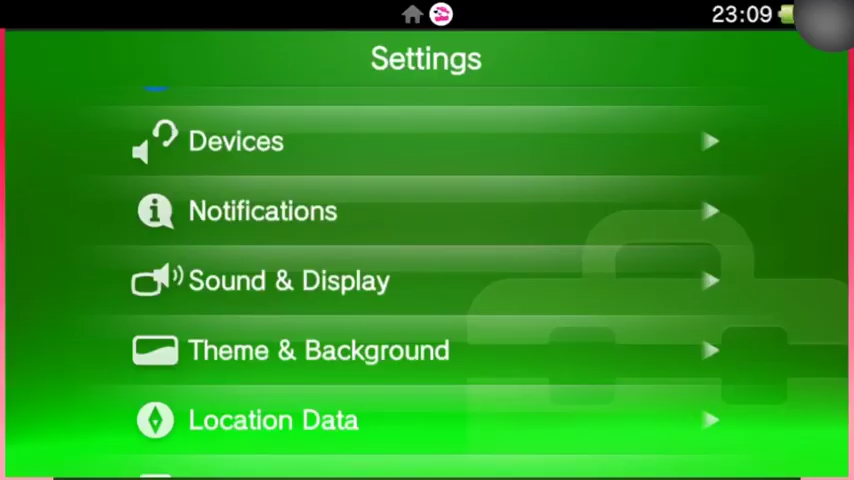 23:09
Settings
Devices
Notifications
Sound & Display
Theme & Background
Location Data